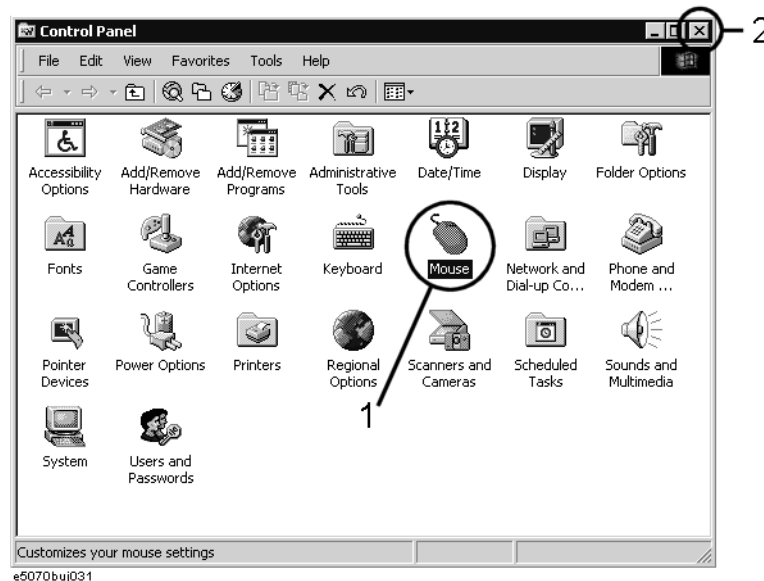 Control Panel
2
File Edit View Favorites Tools Help
Accessibility Options
Add/Remove Hardware
Add/Remove Programs
Administrative Tools
Date/Time
Display
Folder Options
Fonts
Game Controllers
Internet Options
Keyboard
Mouse
Network and Dial-up Co...
Phone and Modem ...
Pointer Devices
Power Options
Printers
Regional Options
Scanners and Cameras
Scheduled Tasks
Sounds and Multimedia
1
System
Users and Passwords
Customizes your mouse settings
e5070bui031